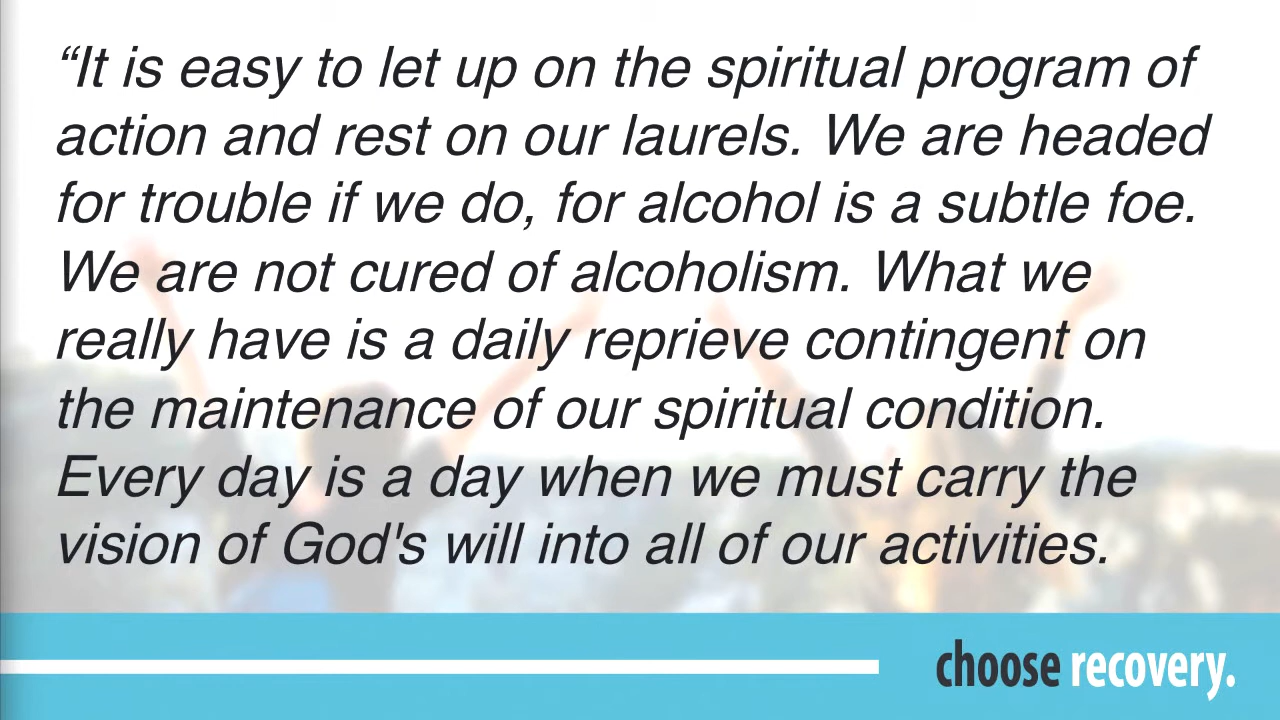 “It is easy to let up on the spiritual program of
action and rest on our laurels. We are headed
for trouble if we do, for alcohol is a subtle foe.
We are not cured of alcoholism. What we
really have is a daily reprieve contingent on
the maintenance of our spiritual condition.
Every day is a day when we must carry the
vision of God's will into all of our activities.
choose recovery.